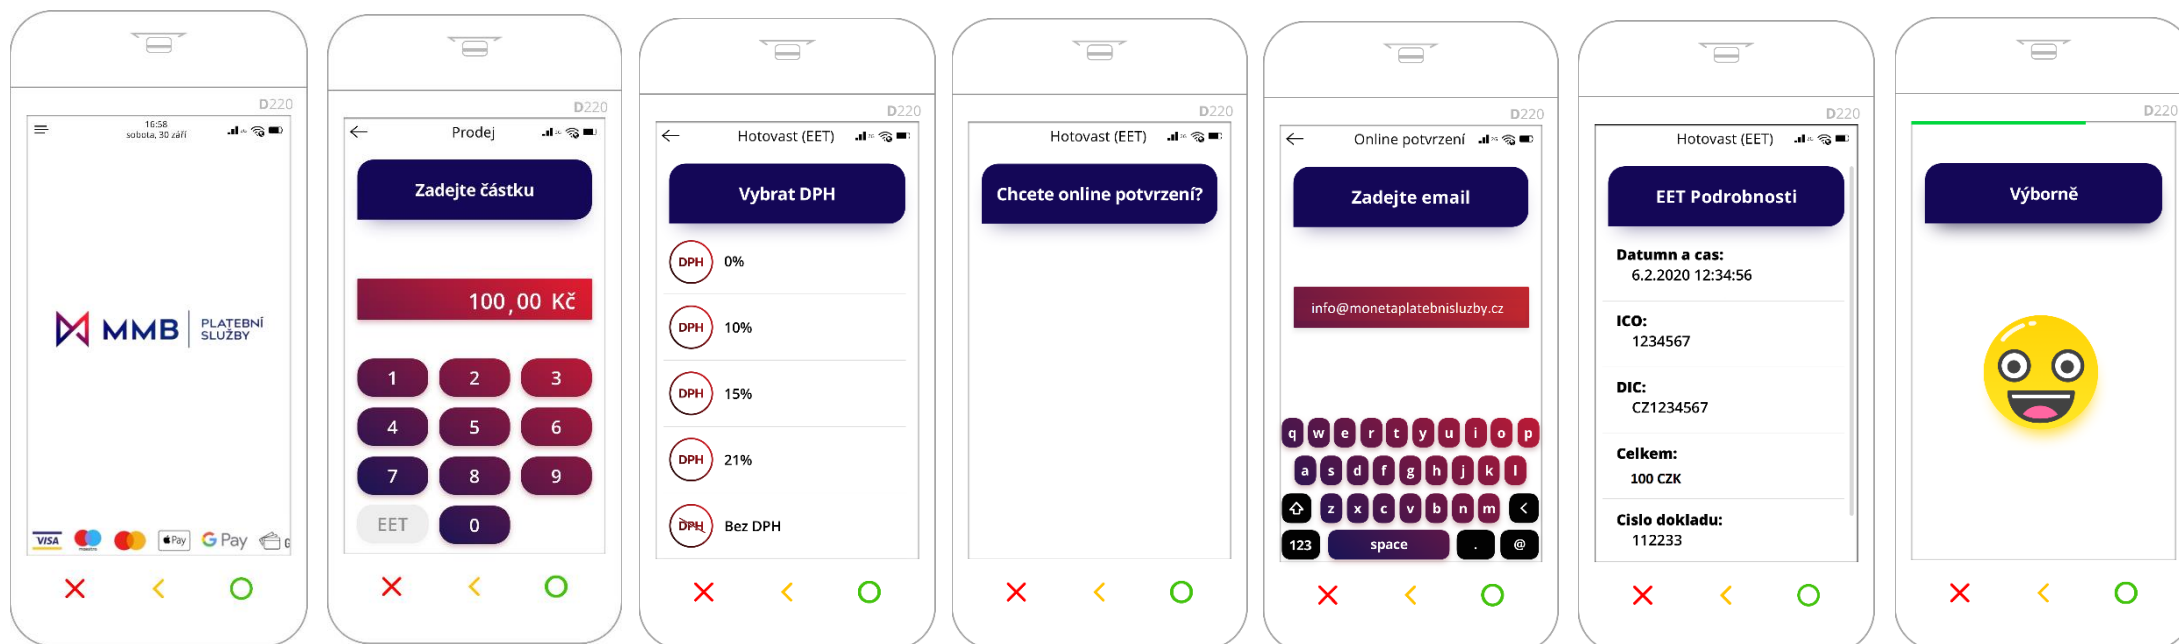 D220
16:58
sobota, 30 září
MMB
PLATEBNÍ
SLUŽBY
VISA
Pay
G Pay
G
D220
Prodej
Zadejte částku
100,00 Kč
1 2 3
4 5 6
7 8 9
EET 0
D220
Hotovast (EET)
Vybrat DPH
DPH 0%
DPH 10%
DPH 15%
DPH 21%
DPH Bez DPH
D220
Hotovast (EET)
Chcete online potvrzení?
D220
Online potvrzení
Zadejte email
info@monetaplatebnisluzby.cz
q w e r t y u i o p
a s d f g h j k l
z x c v b n m
123 space . @
D220
Hotovast (EET)
EET Podrobnosti
Datumn a cas:
6.2.2020 12:34:56
ICO:
1234567
DIC:
CZ1234567
Celkem:
100 CZK
Cislo dokladu:
112233
D220
Výborně